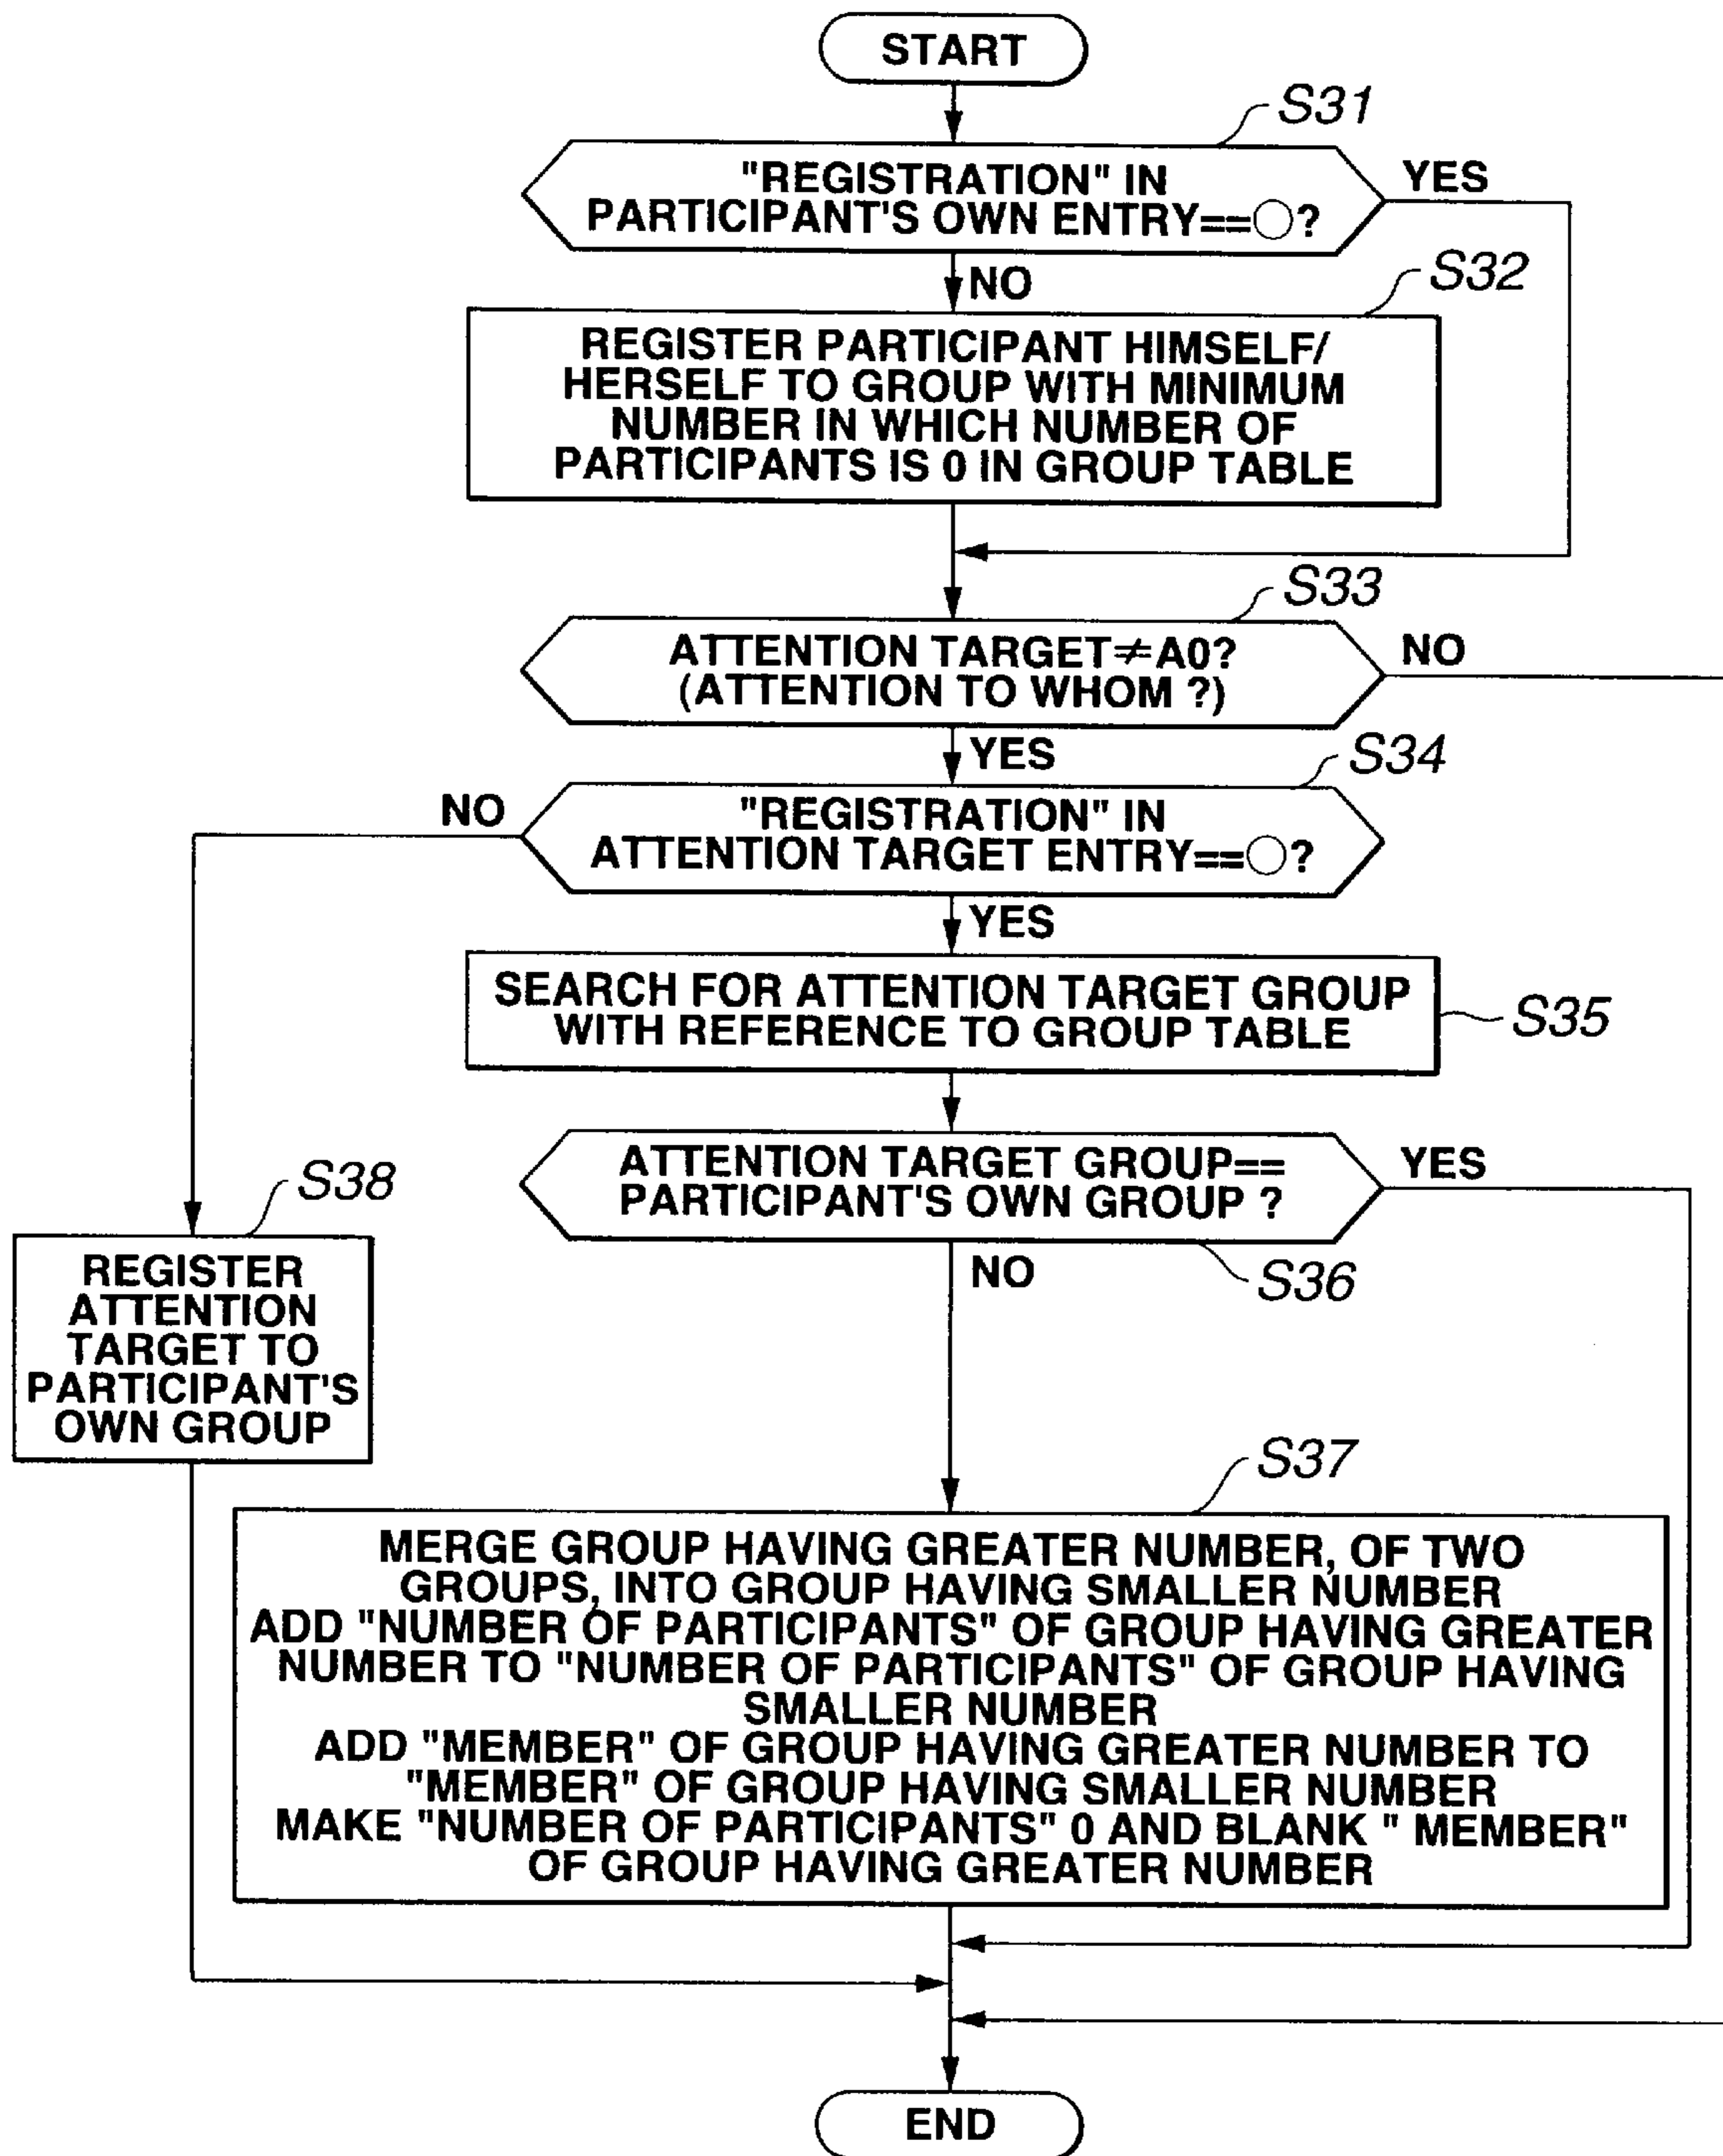 START
S31
"REGISTRATION" IN
PARTICIPANT'S OWN ENTRY==○?
YES
NO
S32
REGISTER PARTICIPANT HIMSELF/
HERSELF TO GROUP WITH MINIMUM
NUMBER IN WHICH NUMBER OF
PARTICIPANTS IS 0 IN GROUP TABLE
S33
ATTENTION TARGET≠A0?
(ATTENTION TO WHOM ?)
NO
YES
S34
NO
"REGISTRATION" IN
ATTENTION TARGET ENTRY==○?
YES
SEARCH FOR ATTENTION TARGET GROUP
WITH REFERENCE TO GROUP TABLE
S35
ATTENTION TARGET GROUP==
PARTICIPANT'S OWN GROUP ?
YES
S36
NO
S38
REGISTER
ATTENTION
TARGET TO
PARTICIPANT'S
OWN GROUP
S37
MERGE GROUP HAVING GREATER NUMBER, OF TWO
GROUPS, INTO GROUP HAVING SMALLER NUMBER
ADD "NUMBER OF PARTICIPANTS" OF GROUP HAVING GREATER
NUMBER TO "NUMBER OF PARTICIPANTS" OF GROUP HAVING
SMALLER NUMBER
ADD "MEMBER" OF GROUP HAVING GREATER NUMBER TO
"MEMBER" OF GROUP HAVING SMALLER NUMBER
MAKE "NUMBER OF PARTICIPANTS" 0 AND BLANK " MEMBER"
OF GROUP HAVING GREATER NUMBER
END